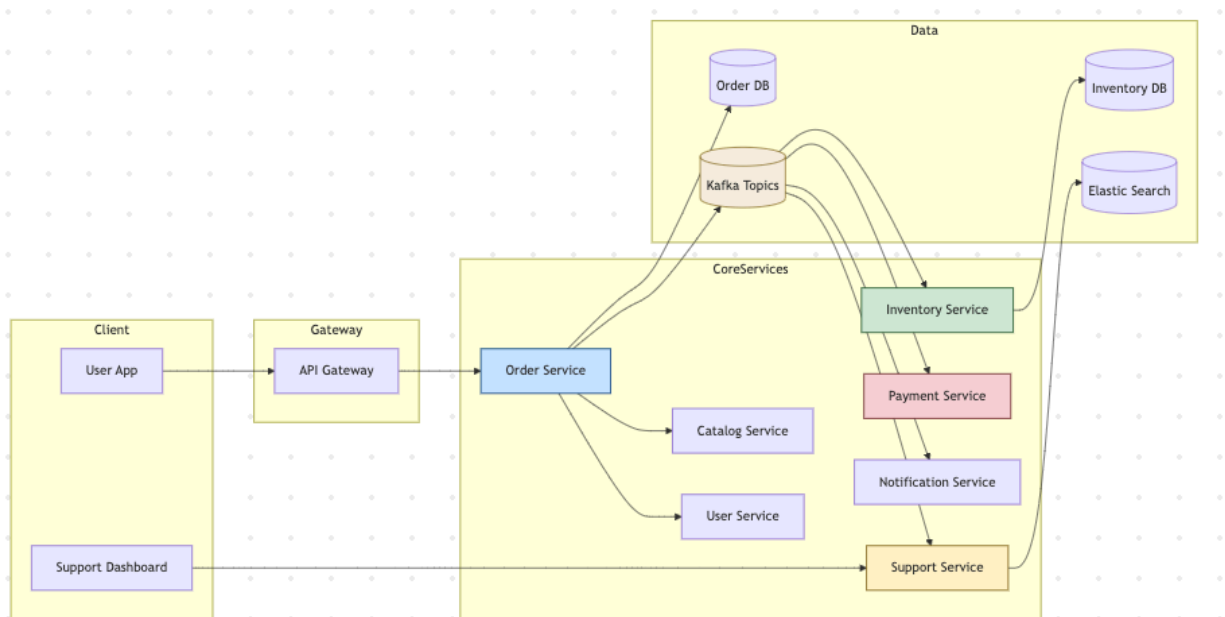 Data
Order DB
Inventory DB
Kafka Topics
Elastic Search
CoreServices
Inventory Service
Client
Gateway
User App
API Gateway
Order Service
Payment Service
Catalog Service
Notification Service
User Service
Support Dashboard
Support Service